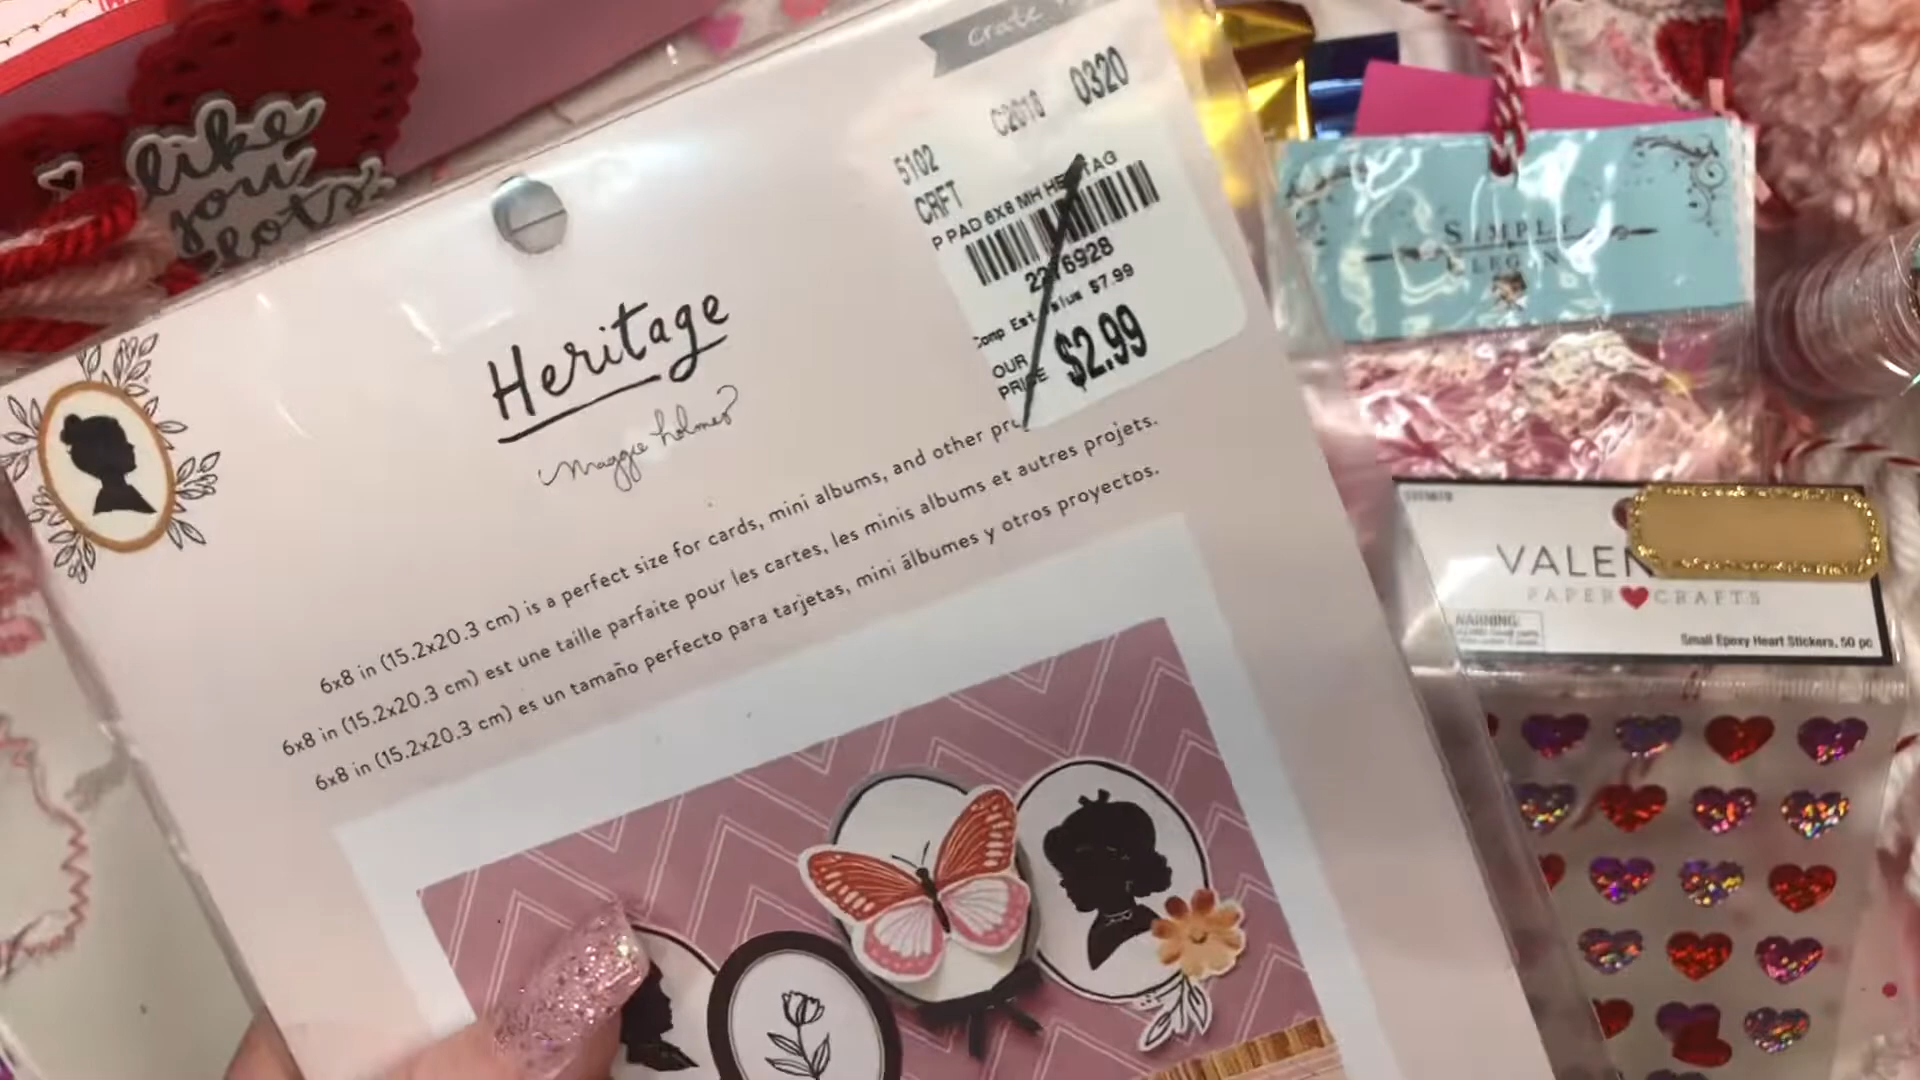 like
you
lots
crate
5102
C2010
0320
CRFT
P PAD 6X8 MH HERITAG
2276928
Comp Est Value $7.99
OUR
PRICE
$2.99
Heritage
Maggie Holmes
6x8 in (15.2x20.3 cm) is a perfect size for cards, mini albums, and other
6x8 in (15.2x20.3 cm) est une taille parfaite pour les cartes, les minis albums et autres projets.
6x8 in (15.2x20.3 cm) es un tamaño perfecto para tarjetas, mini álbumes y otros proyectos.
SIMPLY
ELEGAN
VALEN
PAPER CRAFTS
WARNING:
Small Epoxy Heart Stickers, 50 pc